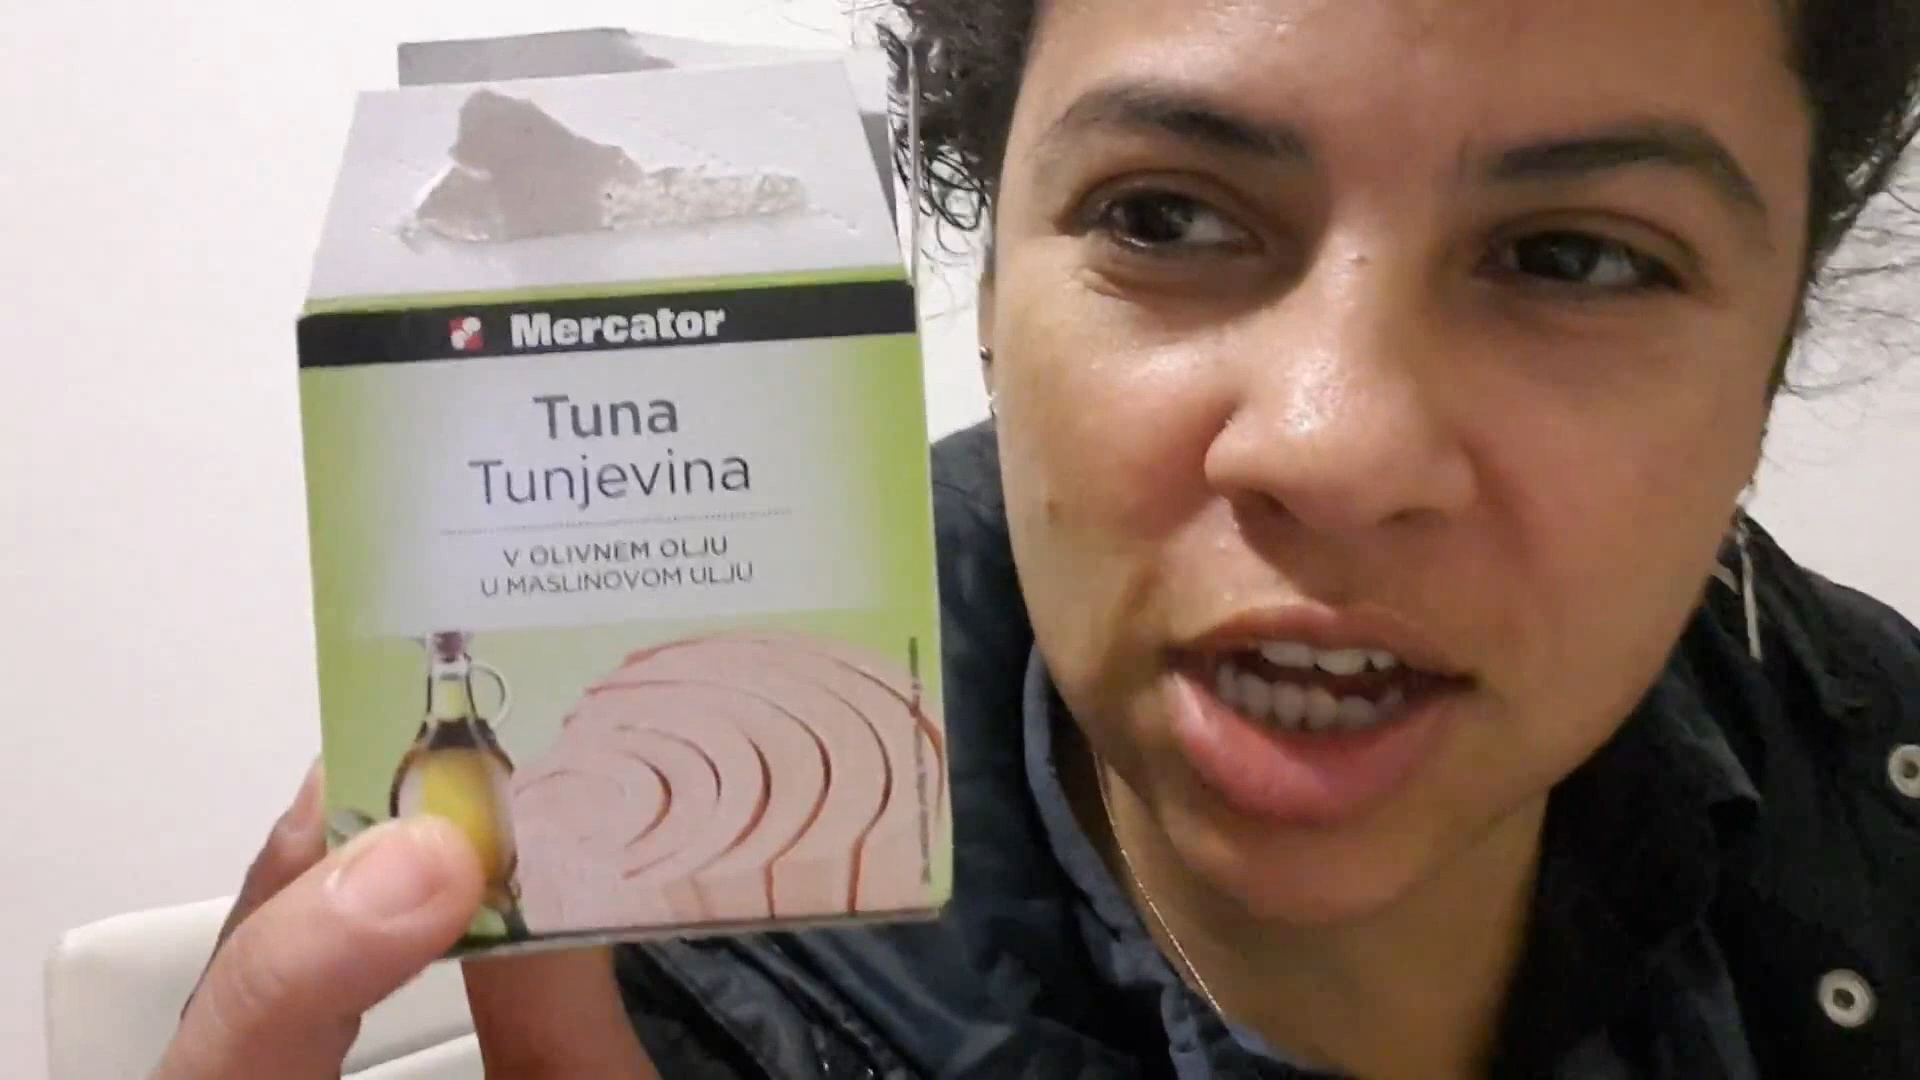 Mercator
Tuna
Tunjevina
V OLIVNEM OLJU
U MASLINOVOM ULJU